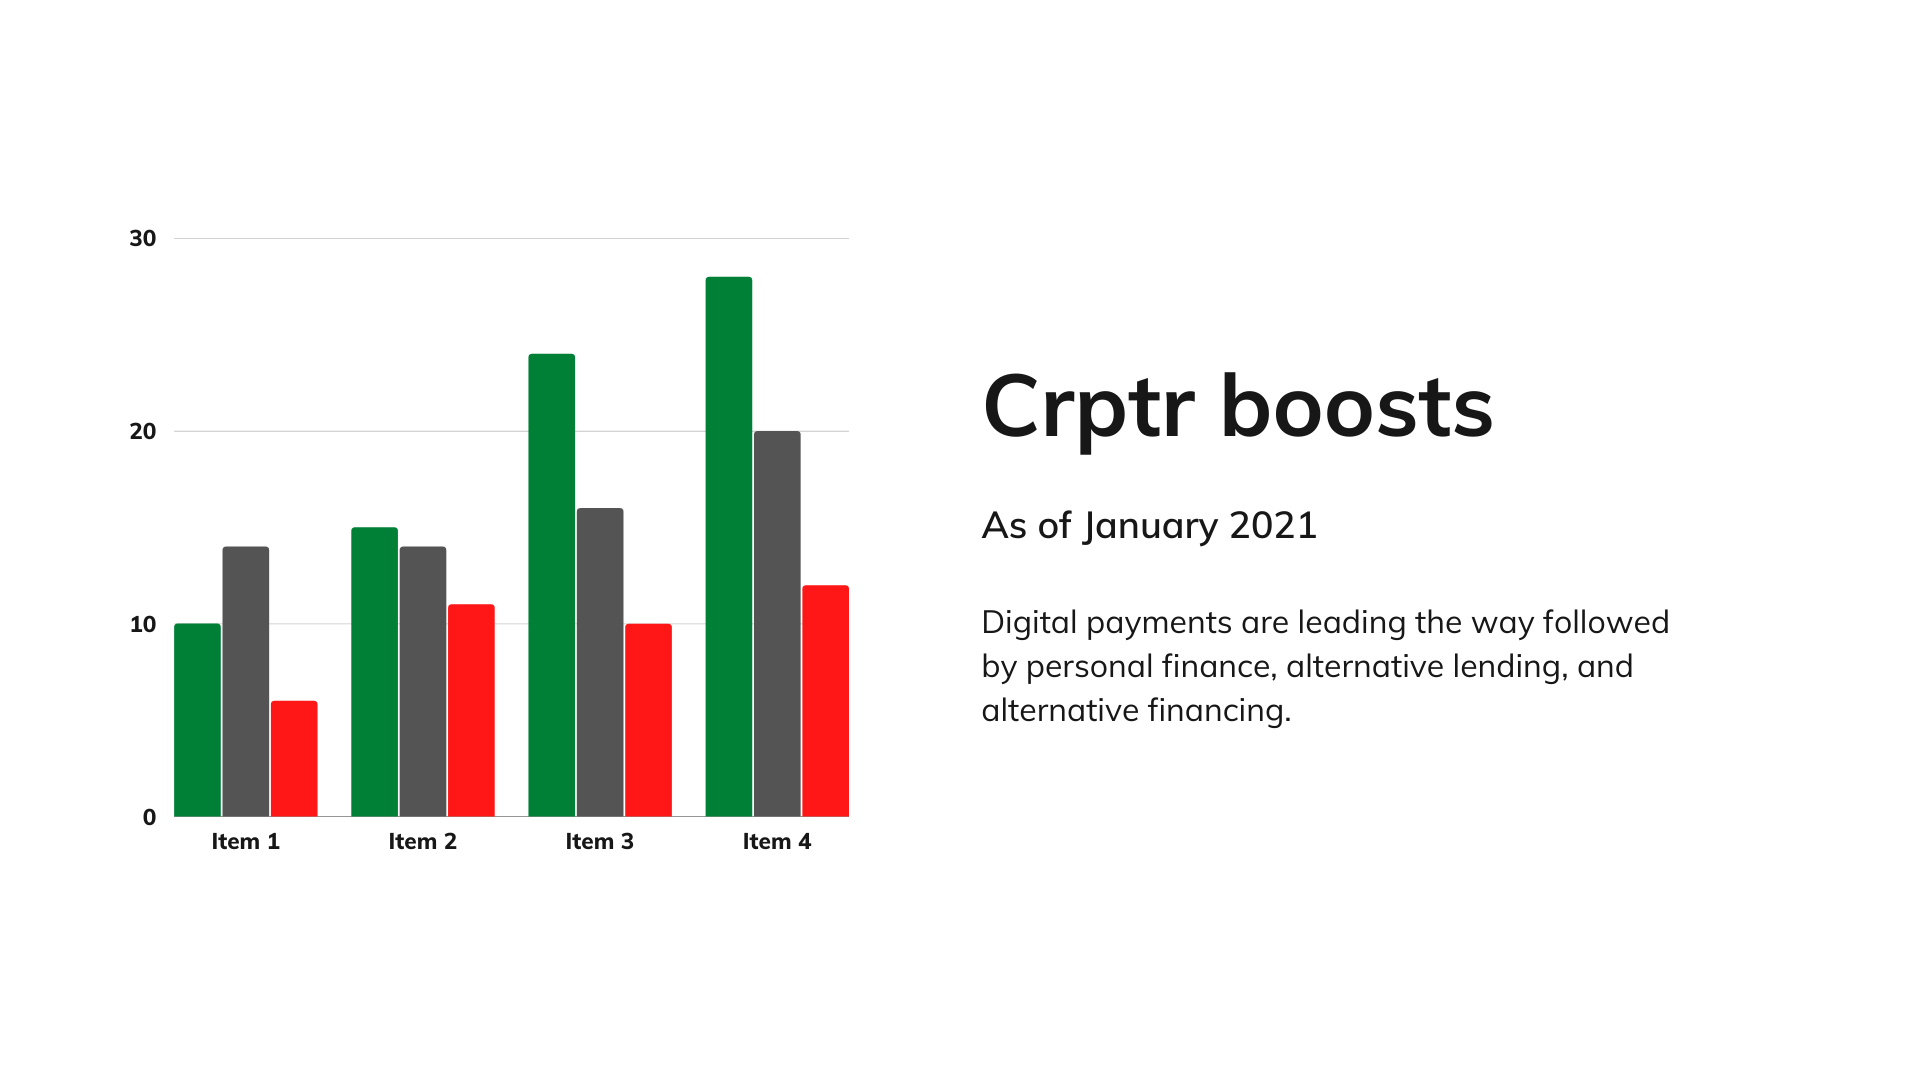 30
20
10
0
Item 1
Item 2
Item 3
Item 4
Crptr boosts
As of January 2021
Digital payments are leading the way followed
by personal finance, alternative lending, and
alternative financing.